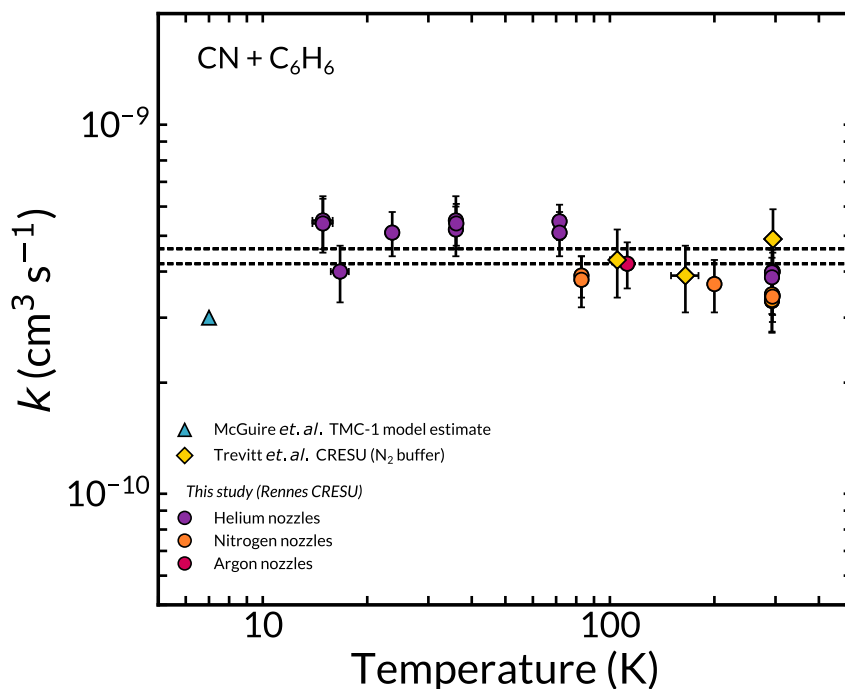 CN + C₆H₆
10⁻⁹
10⁻¹⁰
k (cm³ s⁻¹)
McGuire et. al. TMC-1 model estimate
Trevitt et. al. CRESU (N₂ buffer)
This study (Rennes CRESU)
Helium nozzles
Nitrogen nozzles
Argon nozzles
10
100
Temperature (K)